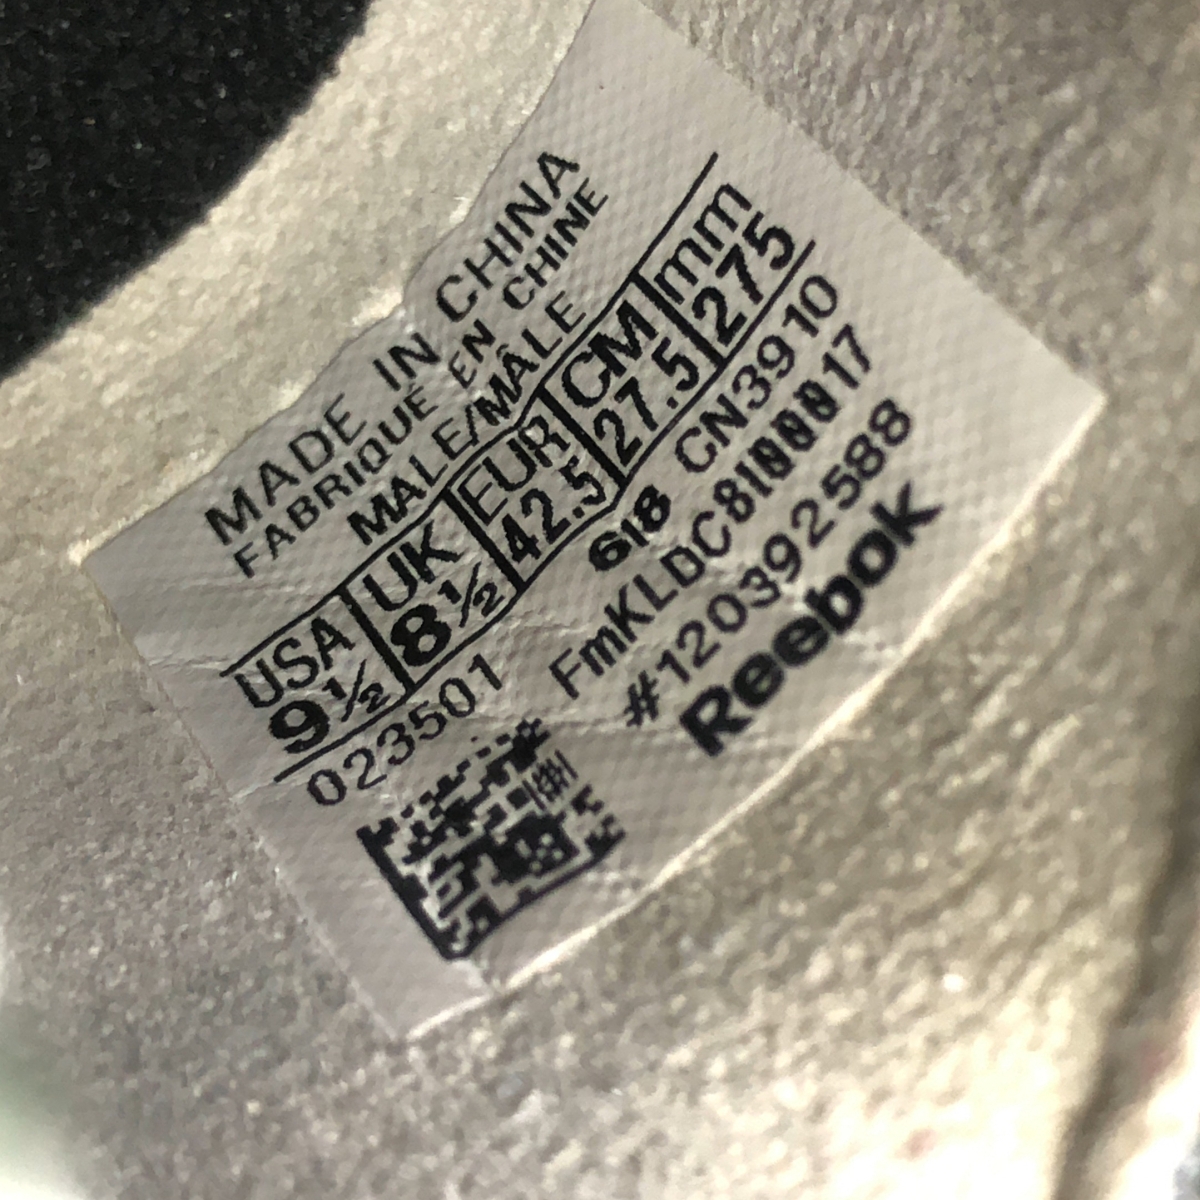 MADE IN CHINA
FABRIQUÉ EN CHINE
MALE/MÂLE
USA UK EUR CM mm
9½ 8½ 42.5 27.5 275
023501 618 CN3910
FmKLDC8I000017
#120392588
Reebok